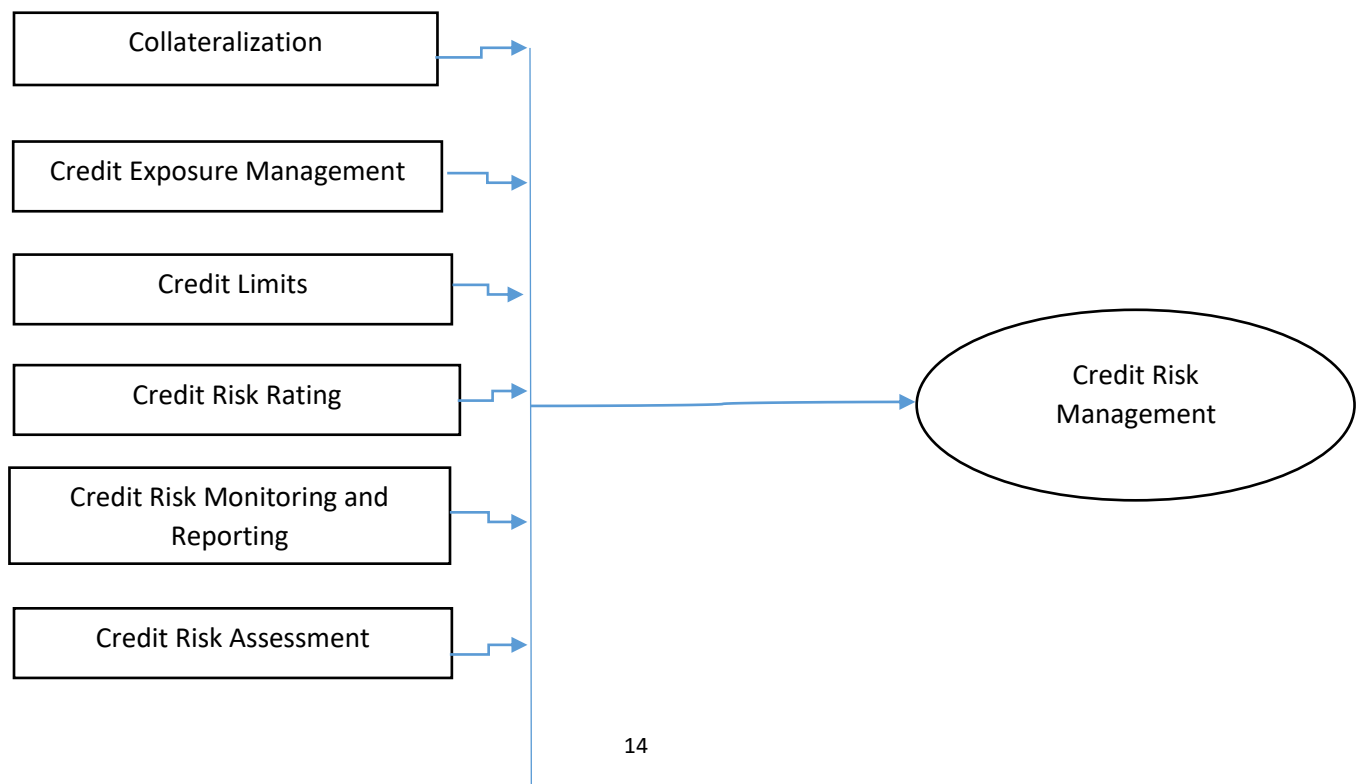 Collateralization
Credit Exposure Management
Credit Limits
Credit Risk Rating
Credit Risk Monitoring and
Reporting
Credit Risk Assessment
Credit Risk
Management
14